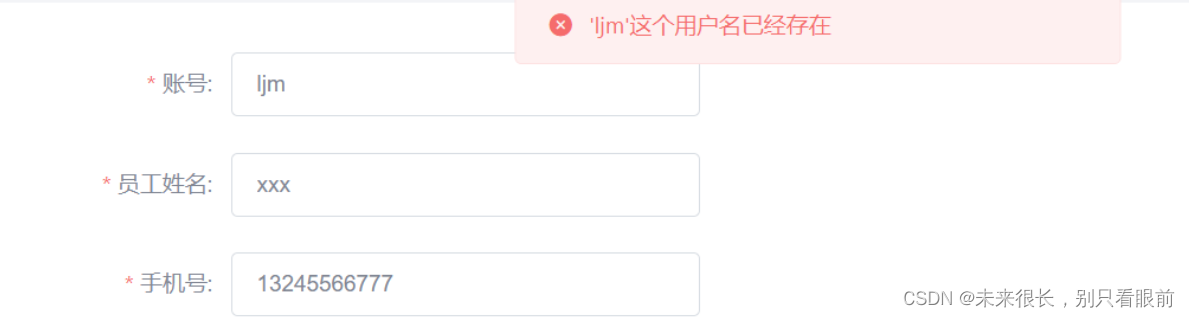 'ljm'这个用户名已经存在
* 账号: ljm
* 员工姓名: xxx
* 手机号: 13245566777
CSDN @未来很长，别只看眼前